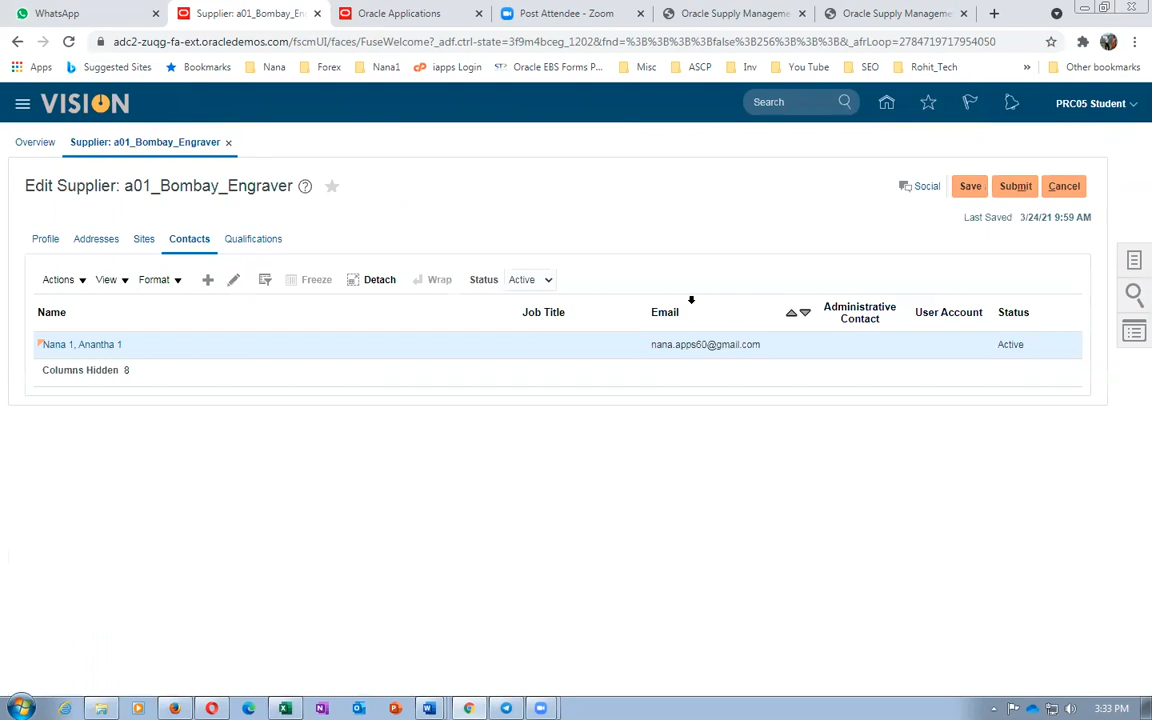 WhatsApp
Supplier: a01_Bombay_En
Oracle Applications
Post Attendee - Zoom
Oracle Supply Manageme
Oracle Supply Manageme
adc2-zuqg-fa-ext.oracledemos.com/fscmUI/faces/FuseWelcome?_adf.ctrl-state=3f9m4bceg_1202&fnd=%3B%3B%3B%3Bfalse%3B256%3B%3B%3B&_afrLoop=2784719717954050
Apps
Suggested Sites
Bookmarks
Nana
Forex
Nana1
iapps Login
Oracle EBS Forms P...
Misc
ASCP
Inv
You Tube
SEO
Rohit_Tech
»
Other bookmarks
VISION
Search
PRC05 Student
Overview
Supplier: a01_Bombay_Engraver
Edit Supplier: a01_Bombay_Engraver
Social
Save
Submit
Cancel
Last Saved 3/24/21 9:59 AM
Profile
Addresses
Sites
Contacts
Qualifications
Actions
View
Format
Freeze
Detach
Wrap
Status
Active
Name
Job Title
Email
Administrative
Contact
User Account
Status
Nana 1, Anantha 1
nana.apps60@gmail.com
Active
Columns Hidden 8
3:33 PM